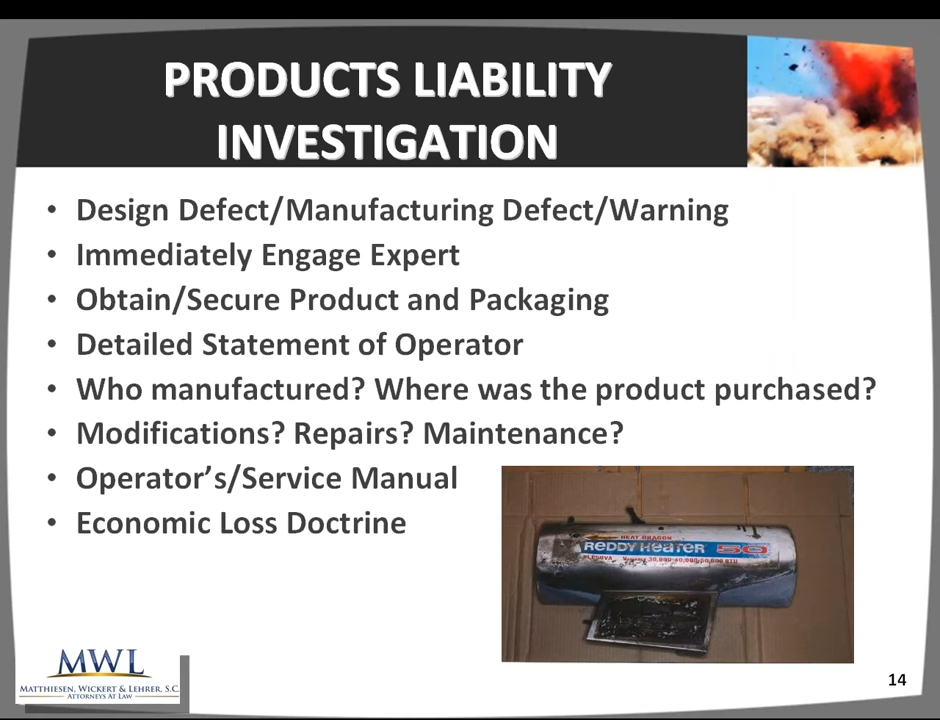 PRODUCTS LIABILITY
INVESTIGATION
• Design Defect/Manufacturing Defect/Warning
• Immediately Engage Expert
• Obtain/Secure Product and Packaging
• Detailed Statement of Operator
• Who manufactured? Where was the product purchased?
• Modifications? Repairs? Maintenance?
• Operator's/Service Manual
• Economic Loss Doctrine
HEAT DRAGON
REDDY HEATER 50
MWL
MATTHIESEN, WICKERT & LEHRER, S.C.
ATTORNEYS AT LAW
14